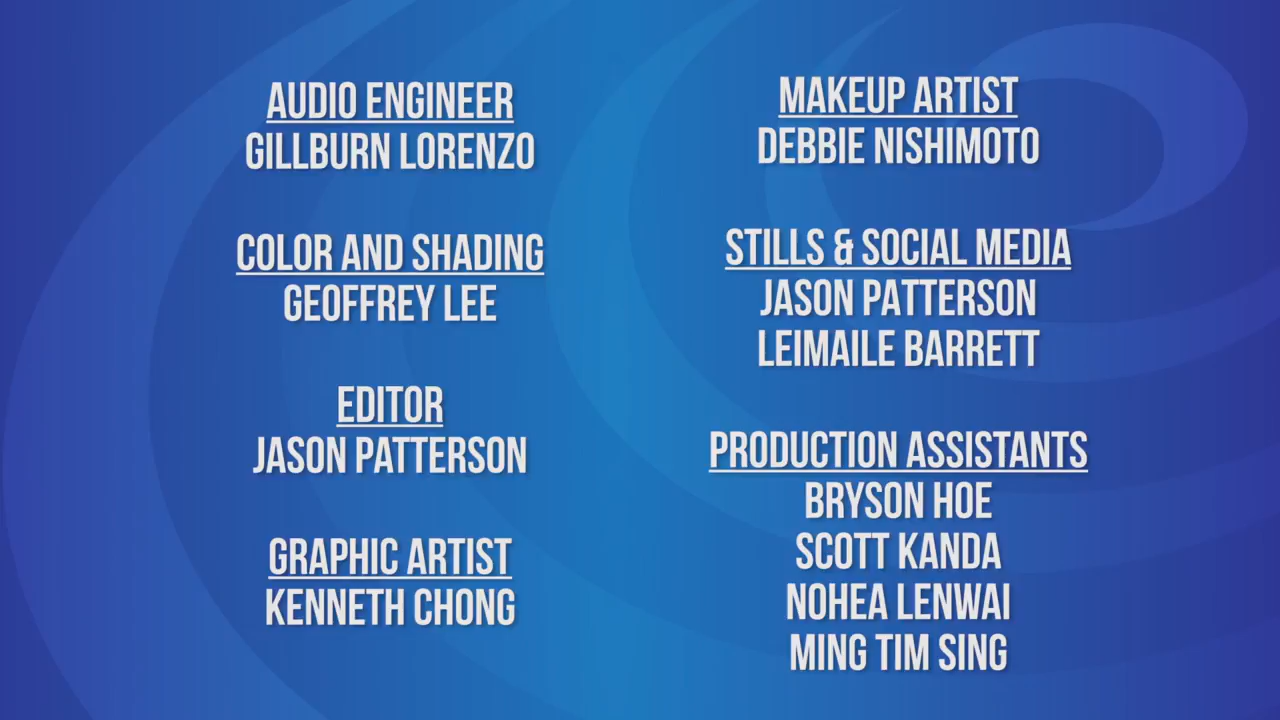 AUDIO ENGINEER
GILLBURN LORENZO
COLOR AND SHADING
GEOFFREY LEE
EDITOR
JASON PATTERSON
GRAPHIC ARTIST
KENNETH CHONG
MAKEUP ARTIST
DEBBIE NISHIMOTO
STILLS & SOCIAL MEDIA
JASON PATTERSON
LEIMAILE BARRETT
PRODUCTION ASSISTANTS
BRYSON HOE
SCOTT KANDA
NOHEA LENWAI
MING TIM SING